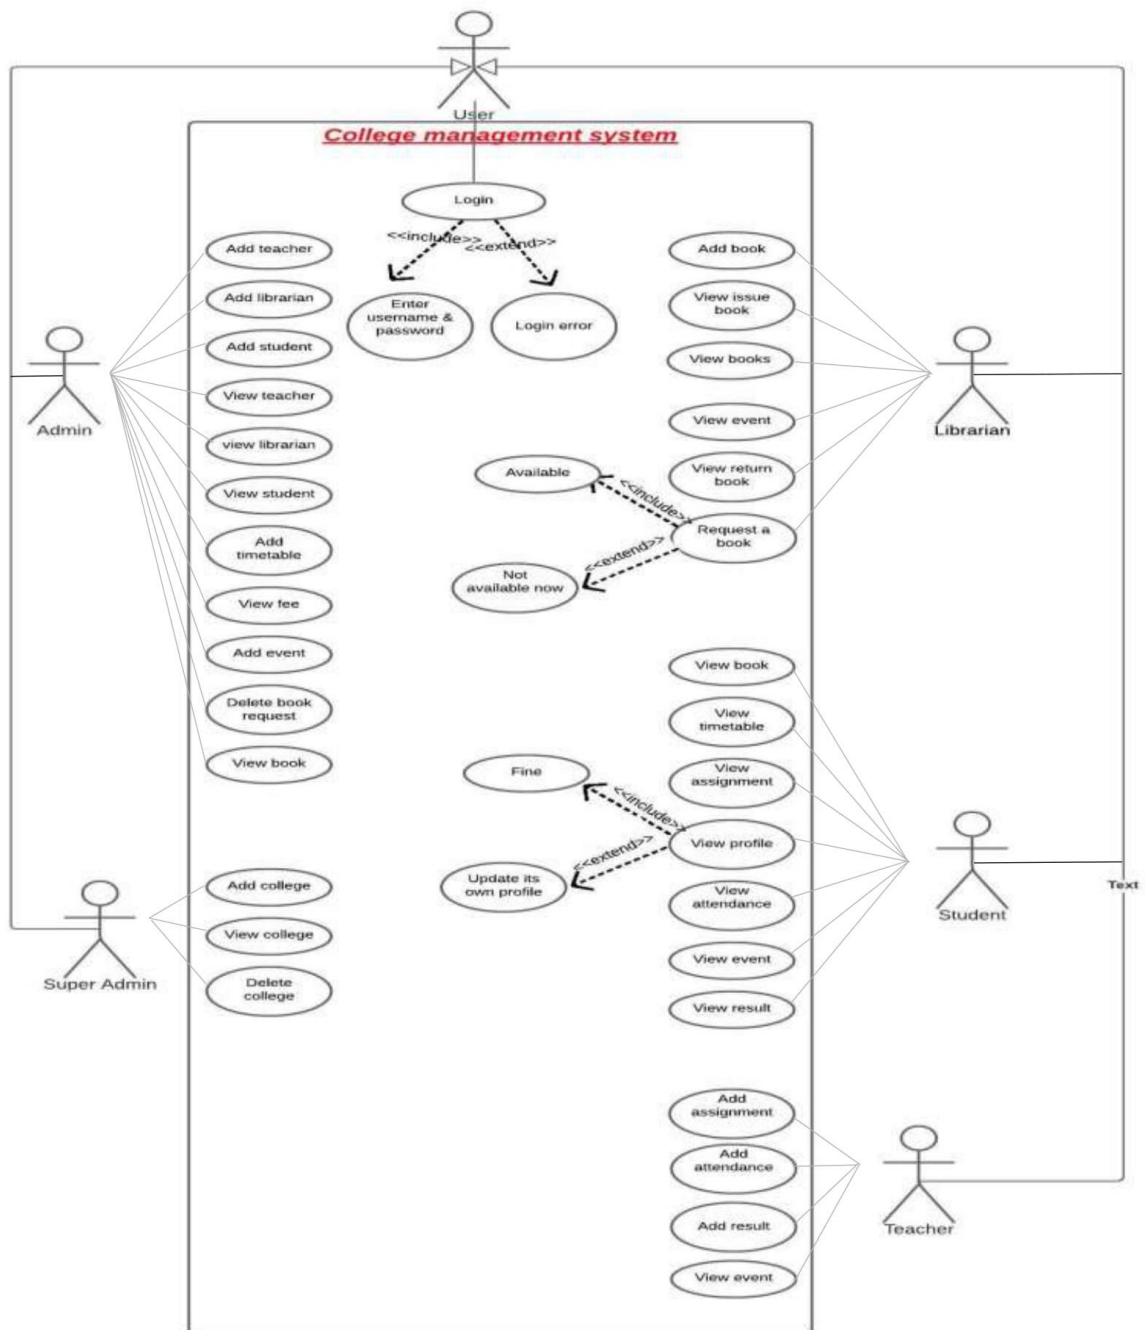 User
College management system
Login
<<include>>
<<extend>>
Enter
username &
password
Login error
Add teacher
Add librarian
Add student
View teacher
view librarian
View student
Add
timetable
View fee
Add event
Delete book
request
View book
Admin
Add college
View college
Delete
college
Super Admin
Add book
View issue
book
View books
View event
View return
book
Request a
book
Librarian
Available
<<include>>
<<extend>>
Not
available now
View book
View
timetable
View
assignment
View profile
View
attendance
View event
View result
Student
Text
Fine
<<include>>
<<extend>>
Update its
own profile
Add
assignment
Add
attendance
Add result
View event
Teacher